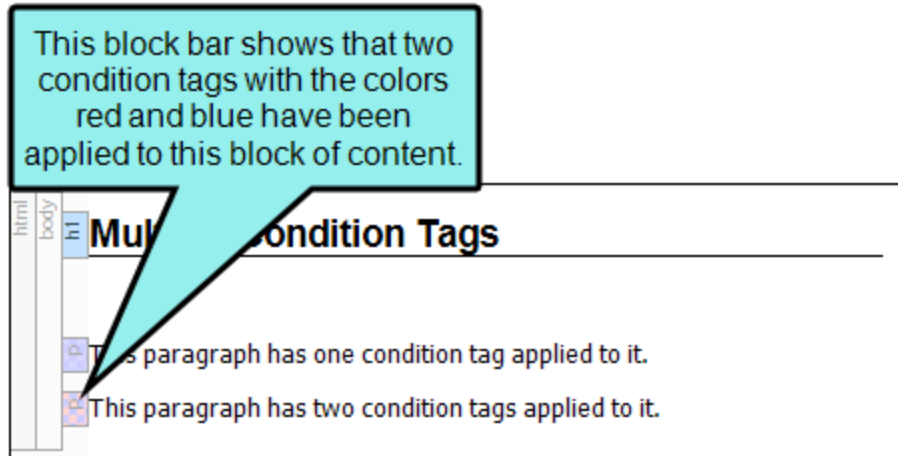 This block bar shows that two
condition tags with the colors
red and blue have been
applied to this block of content.
html
body
h1
Mul ondition Tags
p
T s paragraph has one condition tag applied to it.
p
This paragraph has two condition tags applied to it.